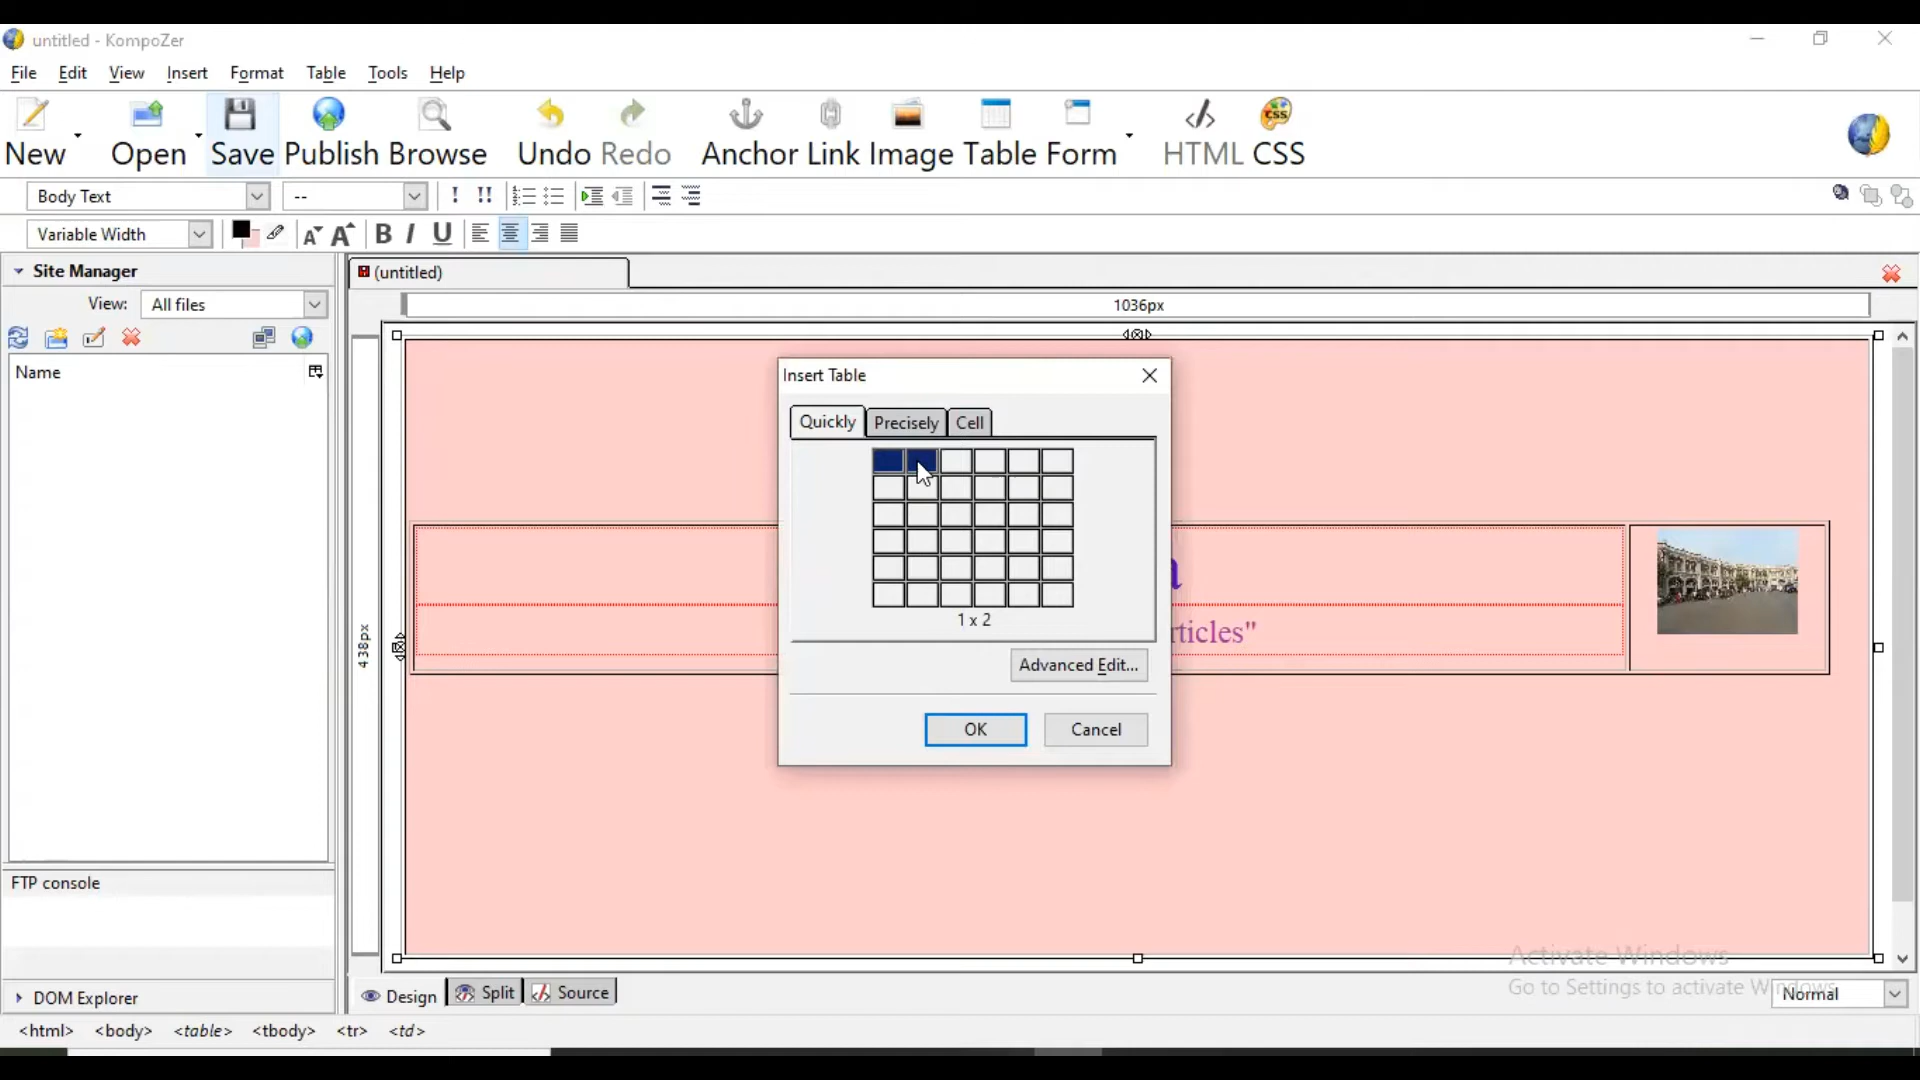 untitled - KompoZer
File Edit View Insert Format Table Tools Help
New Open Save Publish Browse Undo Redo Anchor Link Image Table Form HTML CSS
Body Text -- ! !!
Variable Width A A B I U
Site Manager (untitled)
View: All files 1036px
Name
Insert Table
Quickly Precisely Cell
1 x 2
438px
rticles"
Advanced Edit...
OK Cancel
FTP console
Activate Windows
Go to Settings to activate Windows.
DOM Explorer Design Split Source Normal
<html> <body> <table> <tbody> <tr> <td>